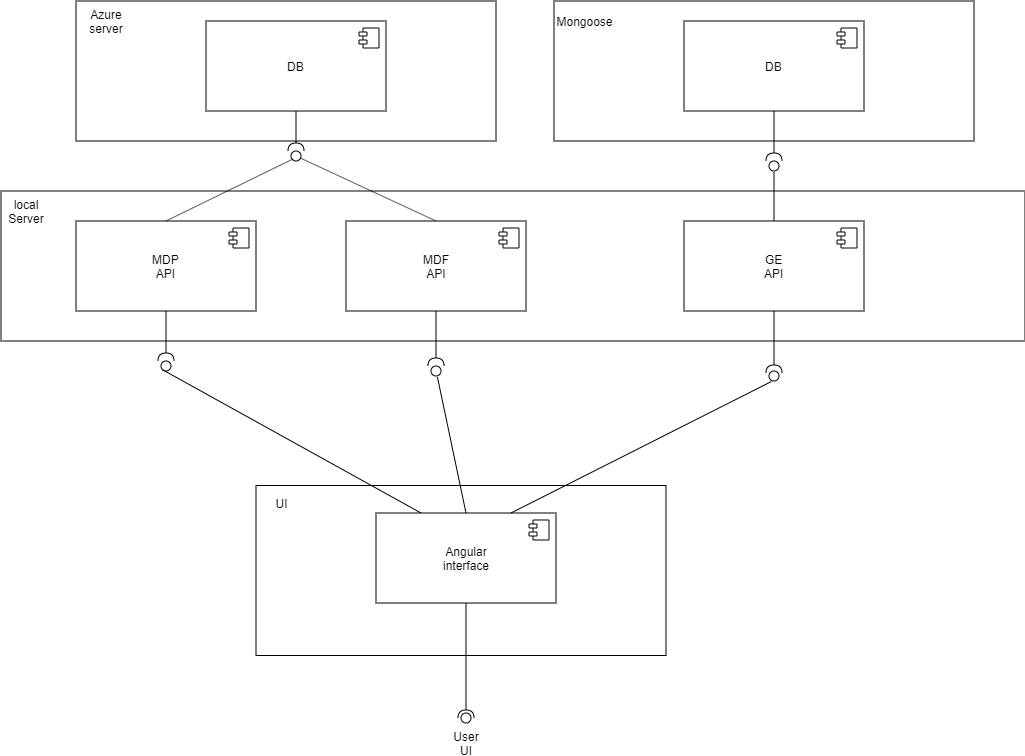 Azure
server
DB
Mongoose
DB
local
Server
MDP
API
MDF
API
GE
API
UI
Angular
interface
User
UI